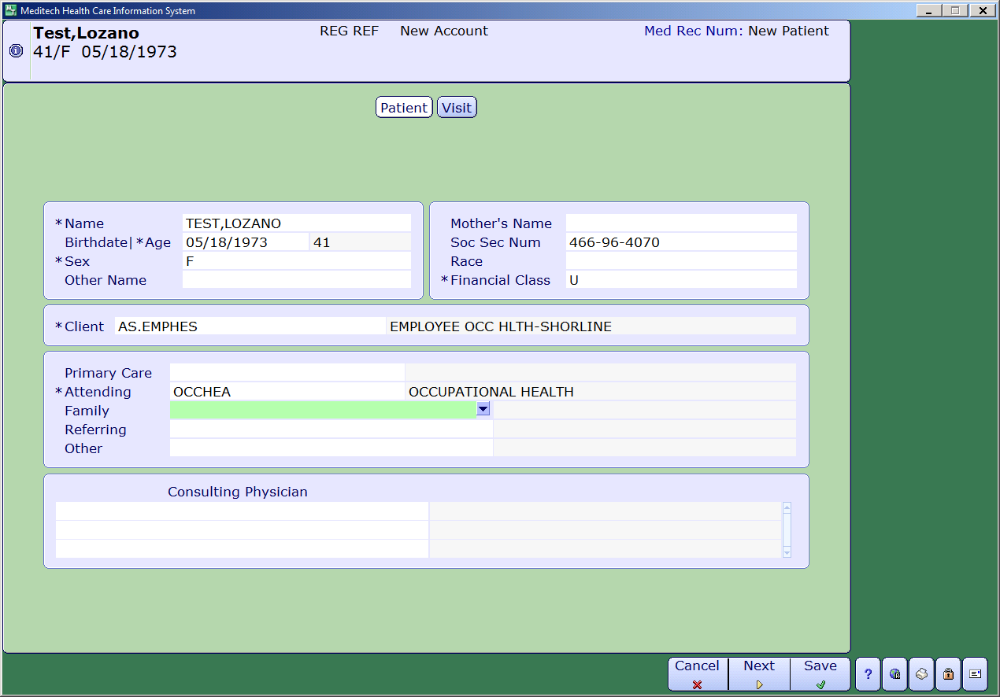 Meditech Health Care Information System
Test,Lozano REG REF New Account Med Rec Num: New Patient
41/F 05/18/1973
Patient Visit
*Name TEST,LOZANO
Birthdate|*Age 05/18/1973 41
*Sex F
Other Name
Mother's Name
Soc Sec Num 466-96-4070
Race
*Financial Class U
*Client AS.EMPHES EMPLOYEE OCC HLTH-SHORLINE
Primary Care
*Attending OCCHEA OCCUPATIONAL HEALTH
Family
Referring
Other
Consulting Physician
Cancel Next Save ?